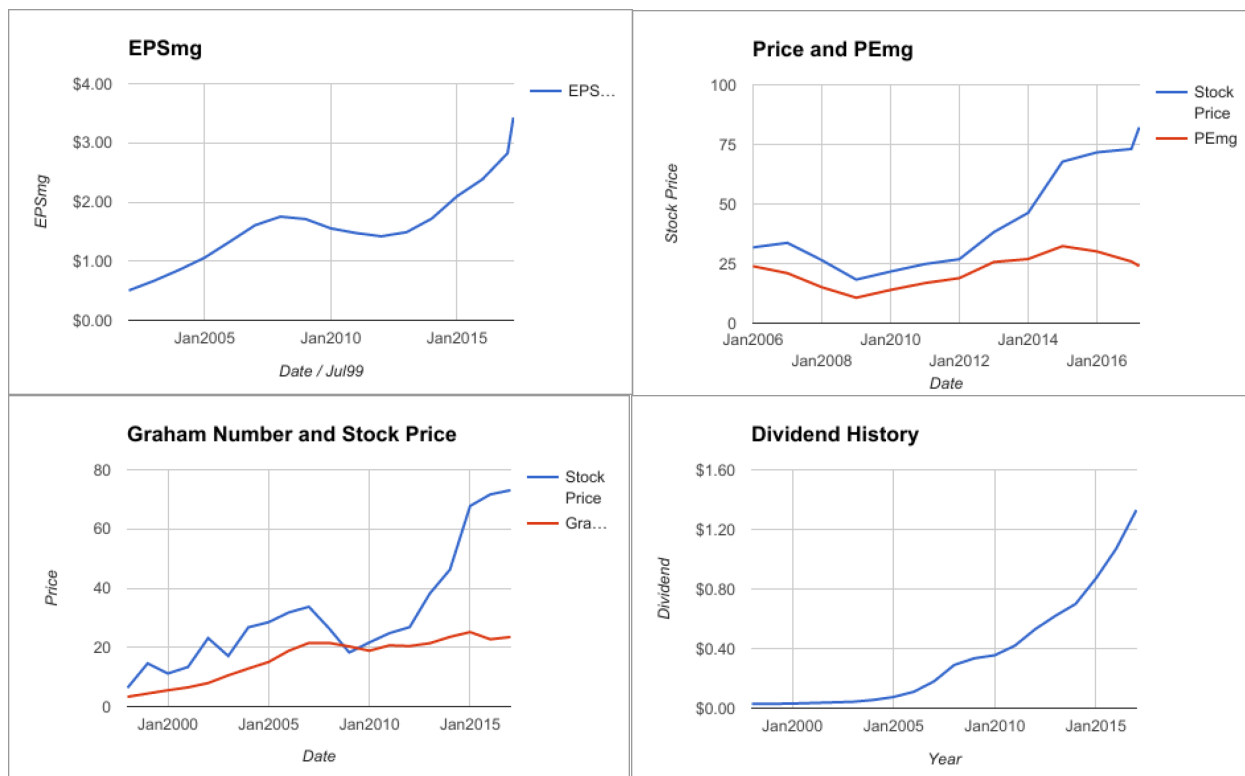 EPSmg
$4.00
$3.00
$2.00
$1.00
$0.00
EPSmg
Jan2005
Jan2010
Jan2015
Date / Jul99
EPS…
Price and PEmg
100
75
50
25
0
Stock Price
Jan2006
Jan2008
Jan2010
Jan2012
Jan2014
Jan2016
Date
Stock
Price
PEmg
Graham Number and Stock Price
80
60
40
20
0
Price
Jan2000
Jan2005
Jan2010
Jan2015
Date
Stock
Price
Gra…
Dividend History
$1.60
$1.20
$0.80
$0.40
$0.00
Dividend
Jan2000
Jan2005
Jan2010
Jan2015
Year